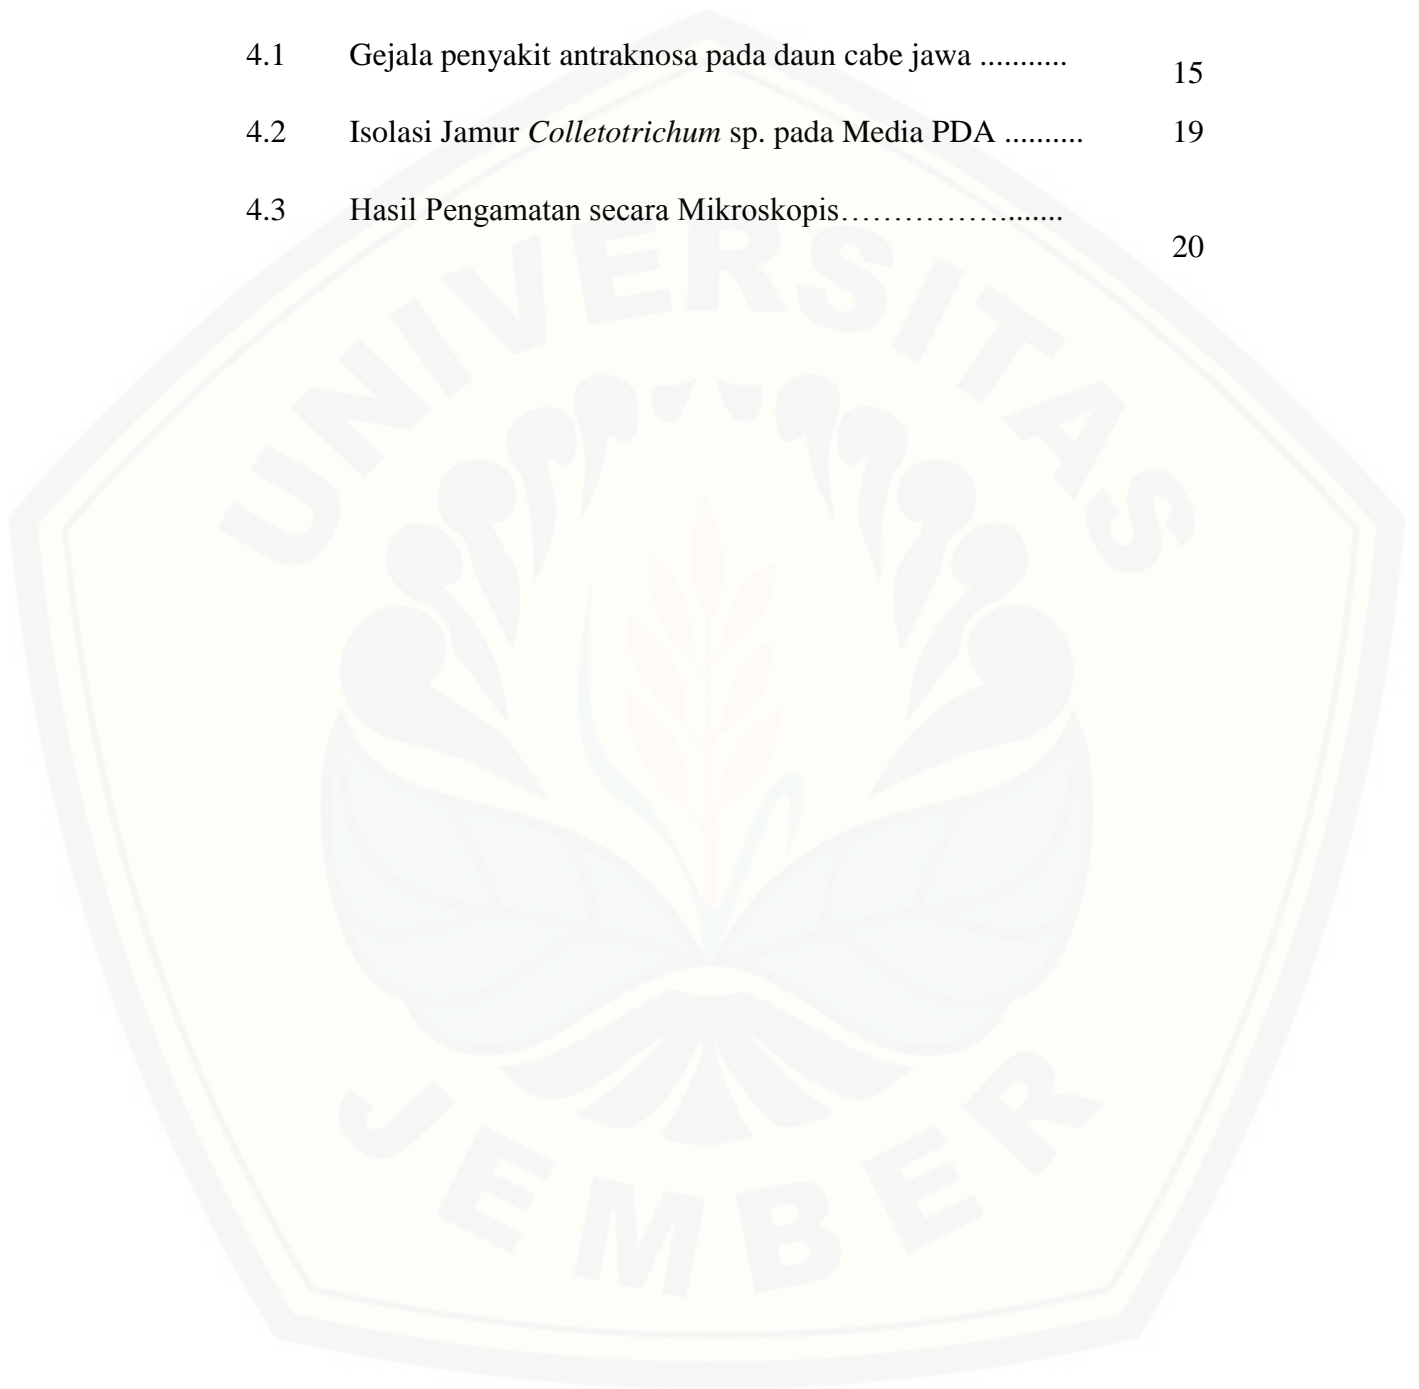 4.1 Gejala penyakit antraknosa pada daun cabe jawa ........... 15
4.2 Isolasi Jamur Colletotrichum sp. pada Media PDA .......... 19
4.3 Hasil Pengamatan secara Mikroskopis……………….......
20
UNIVERSITAS
JEMBER